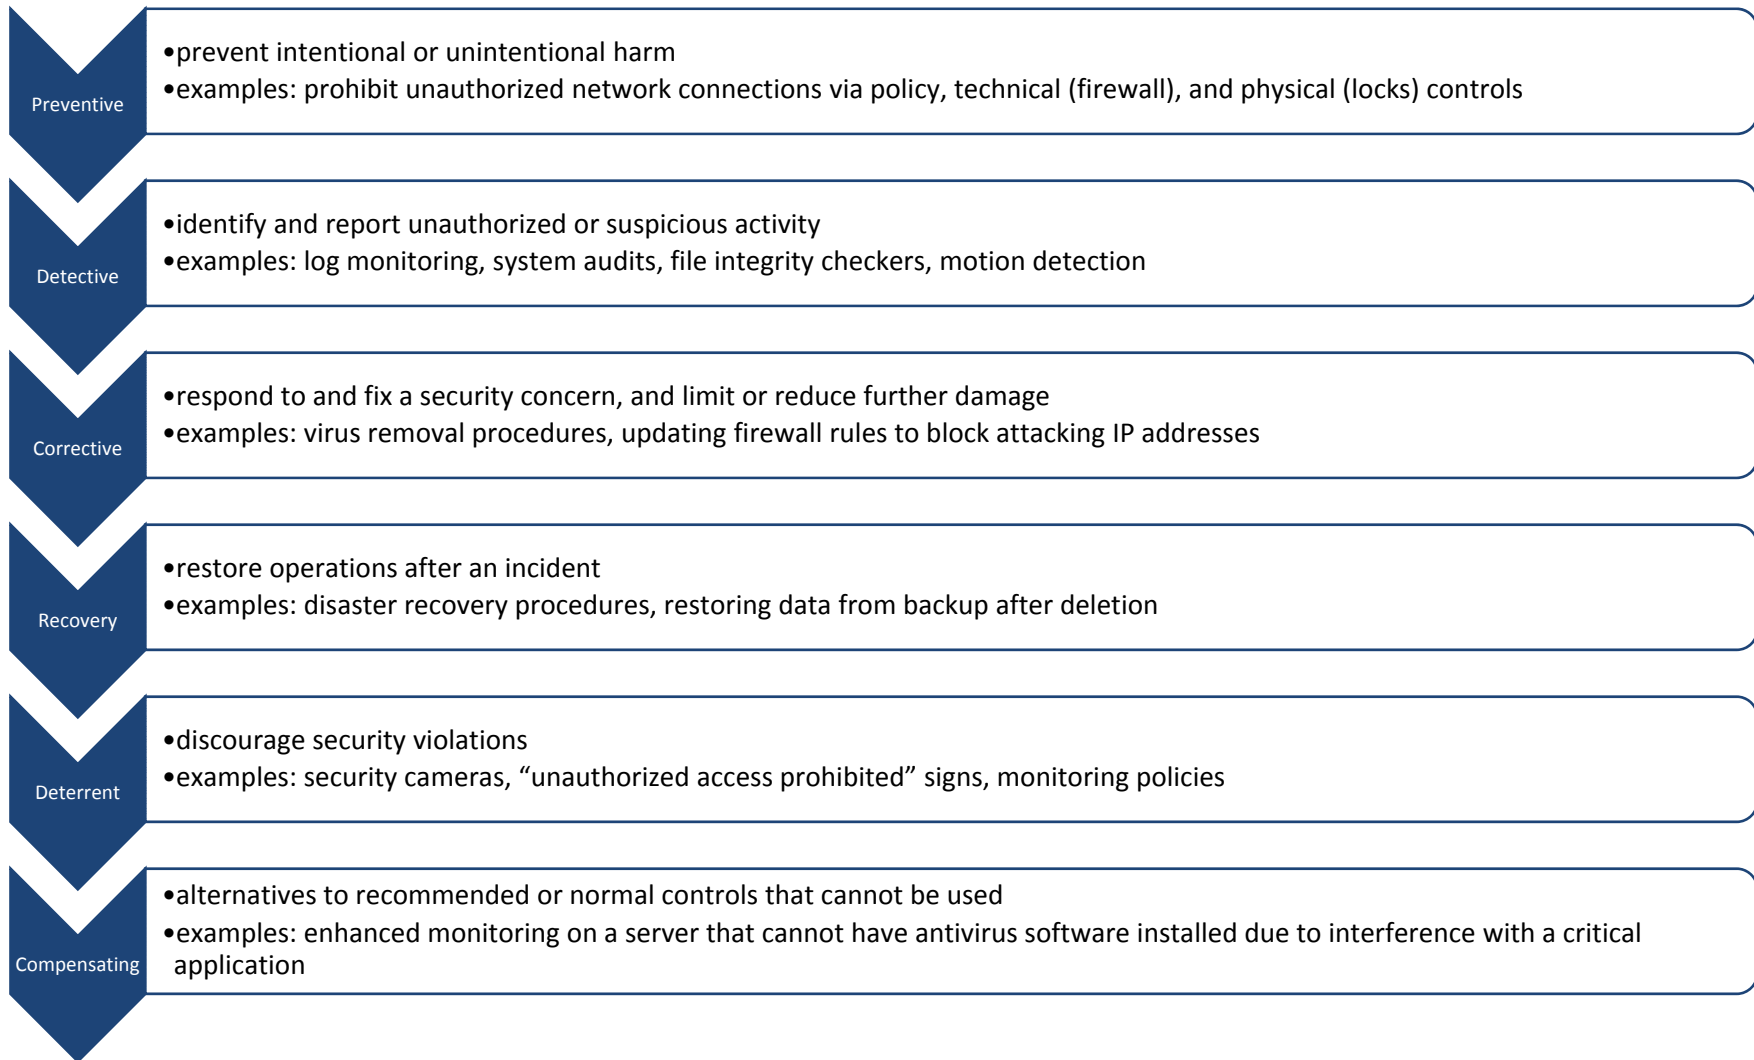 Preventive
•prevent intentional or unintentional harm
•examples: prohibit unauthorized network connections via policy, technical (firewall), and physical (locks) controls
Detective
•identify and report unauthorized or suspicious activity
•examples: log monitoring, system audits, file integrity checkers, motion detection
Corrective
•respond to and fix a security concern, and limit or reduce further damage
•examples: virus removal procedures, updating firewall rules to block attacking IP addresses
Recovery
•restore operations after an incident
•examples: disaster recovery procedures, restoring data from backup after deletion
Deterrent
•discourage security violations
•examples: security cameras, “unauthorized access prohibited” signs, monitoring policies
Compensating
•alternatives to recommended or normal controls that cannot be used
•examples: enhanced monitoring on a server that cannot have antivirus software installed due to interference with a critical
application